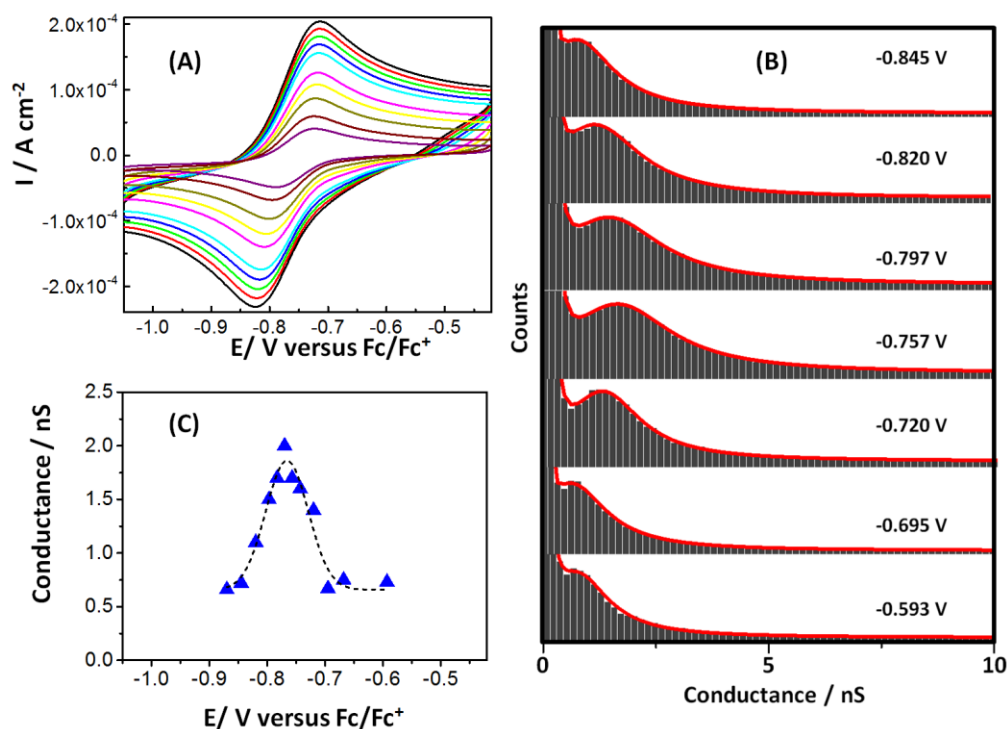 (A)
I / A cm⁻²
2.0x10⁻⁴
1.0x10⁻⁴
0.0
-1.0x10⁻⁴
-2.0x10⁻⁴
-1.0 -0.9 -0.8 -0.7 -0.6 -0.5
E/ V versus Fc/Fc⁺
(B)
Counts
-0.845 V
-0.820 V
-0.797 V
-0.757 V
-0.720 V
-0.695 V
-0.593 V
0 5 10
Conductance / nS
(C)
Conductance / nS
2.5
2.0
1.5
1.0
0.5
0.0
-1.0 -0.9 -0.8 -0.7 -0.6 -0.5
E/ V versus Fc/Fc⁺